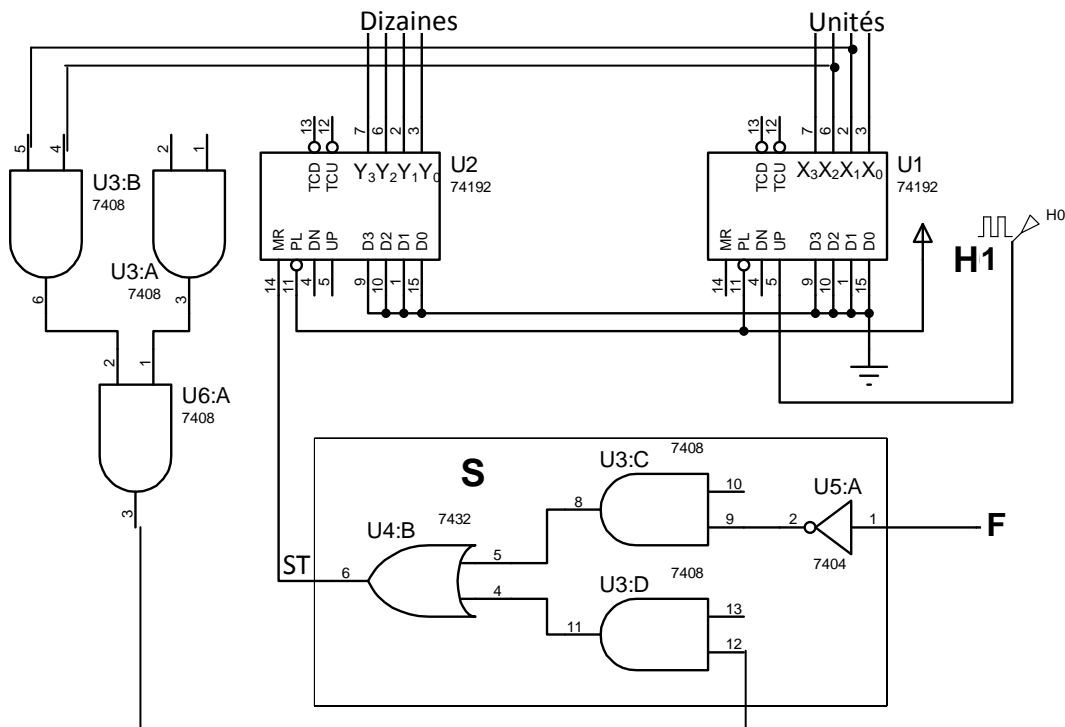 Dizaines
Unités
5
4
2
1
U3:B
7408
U3:A
7408
6
3
2
1
U6:A
7408
3
13
12
7
6
2
3
TCD
TCU
Y3Y2Y1Y0
U2
74192
MR
PL
DN
UP
D3
D2
D1
D0
14
11
4
5
9
10
1
15
13
12
7
6
2
3
TCD
TCU
X3X2X1X0
U1
74192
MR
PL
DN
UP
D3
D2
D1
D0
14
11
4
5
9
10
1
15
H1
H0
S
U3:C
7408
10
9
8
U5:A
7404
2
1
F
U4:B
7432
ST
6
5
4
U3:D
7408
13
12
11